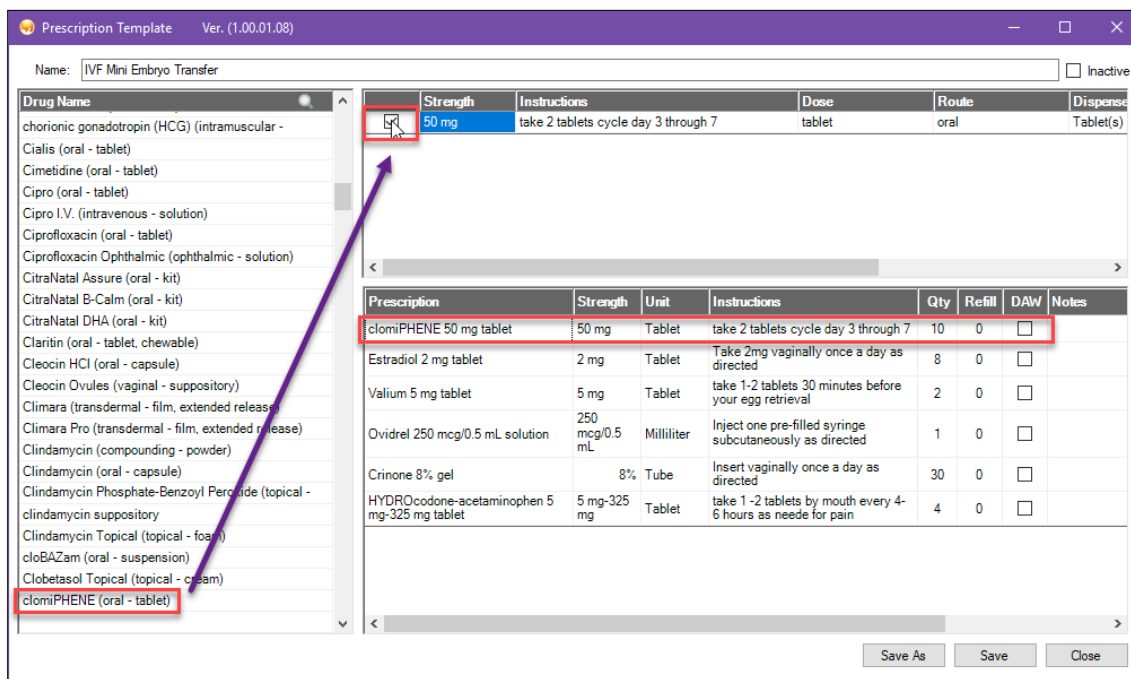 Prescription Template Ver. (1.00.01.08)
Name: IVF Mini Embryo Transfer Inactive
Drug Name
chorionic gonadotropin (HCG) (intramuscular -
Cialis (oral - tablet)
Cimetidine (oral - tablet)
Cipro (oral - tablet)
Cipro I.V. (intravenous - solution)
Ciprofloxacin (oral - tablet)
Ciprofloxacin Ophthalmic (ophthalmic - solution)
CitraNatal Assure (oral - kit)
CitraNatal B-Calm (oral - kit)
CitraNatal DHA (oral - kit)
Claritin (oral - tablet, chewable)
Cleocin HCl (oral - capsule)
Cleocin Ovules (vaginal - suppository)
Climara (transdermal - film, extended release)
Climara Pro (transdermal - film, extended release)
Clindamycin (compounding - powder)
Clindamycin (oral - capsule)
Clindamycin Phosphate-Benzoyl Peroxide (topical -
clindamycin suppository
Clindamycin Topical (topical - foam)
cloBAZam (oral - suspension)
Clobetasol Topical (topical - cream)
clomiPHENE (oral - tablet)
Strength Instructions Dose Route Dispense
50 mg take 2 tablets cycle day 3 through 7 tablet oral Tablet(s)
Prescription Strength Unit Instructions Qty Refill DAW Notes
clomiPHENE 50 mg tablet 50 mg Tablet take 2 tablets cycle day 3 through 7 10 0
Estradiol 2 mg tablet 2 mg Tablet Take 2mg vaginally once a day as
directed 8 0
Valium 5 mg tablet 5 mg Tablet take 1-2 tablets 30 minutes before
your egg retrieval 2 0
Ovidrel 250 mcg/0.5 mL solution 250
mcg/0.5
mL Milliliter Inject one pre-filled syringe
subcutaneously as directed 1 0
Crinone 8% gel 8% Tube Insert vaginally once a day as
directed 30 0
HYDROcodone-acetaminophen 5
mg-325 mg tablet 5 mg-325
mg Tablet take 1 -2 tablets by mouth every 4-
6 hours as neede for pain 4 0
Save As Save Close